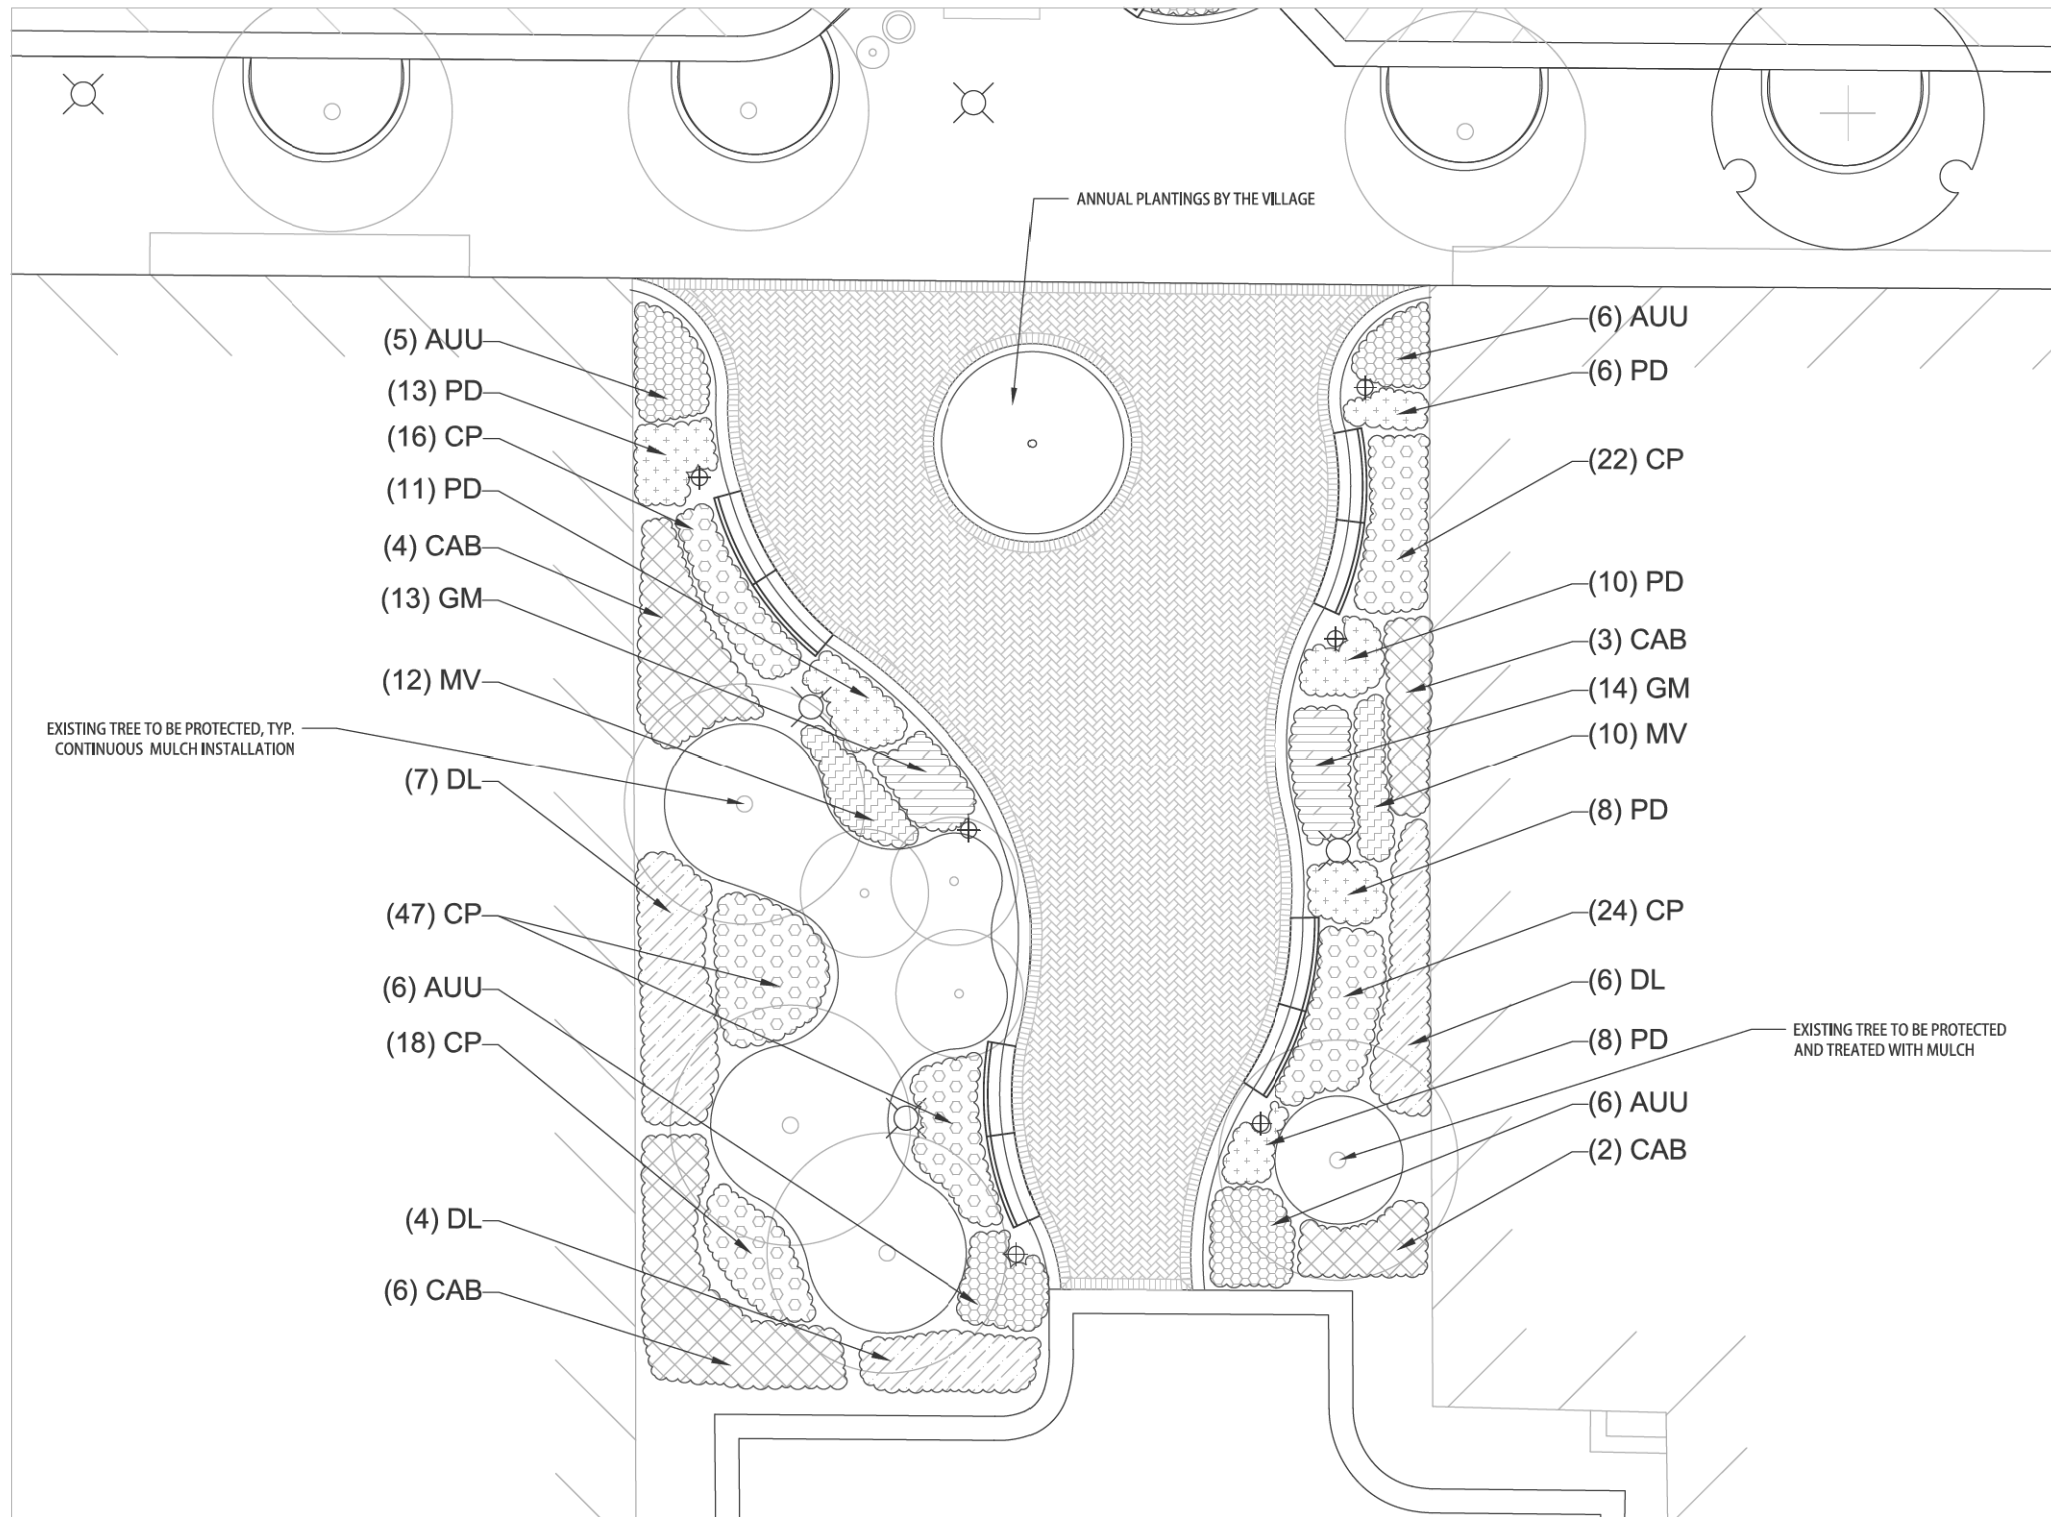 ANNUAL PLANTINGS BY THE VILLAGE
(5) AUU
(13) PD
(16) CP
(11) PD
(4) CAB
(13) GM
(12) MV
EXISTING TREE TO BE PROTECTED, TYP.
CONTINUOUS MULCH INSTALLATION
(7) DL
(47) CP
(6) AUU
(18) CP
(4) DL
(6) CAB
(6) AUU
(6) PD
(22) CP
(10) PD
(3) CAB
(14) GM
(10) MV
(8) PD
(24) CP
(6) DL
EXISTING TREE TO BE PROTECTED
AND TREATED WITH MULCH
(8) PD
(6) AUU
(2) CAB